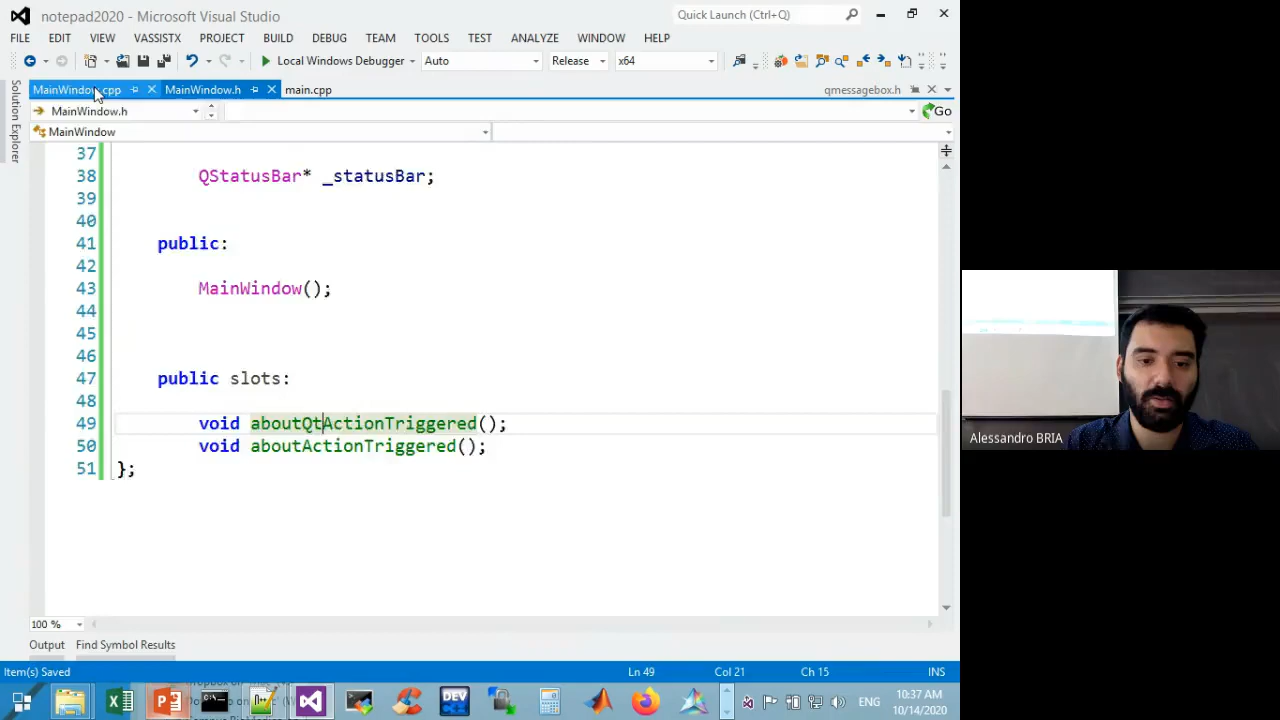 notepad2020 - Microsoft Visual Studio
Quick Launch (Ctrl+Q)
FILE EDIT VIEW VASSISTX PROJECT BUILD DEBUG TEAM TOOLS TEST ANALYZE WINDOW HELP
Local Windows Debugger Auto Release x64
MainWindow.cpp MainWindow.h main.cpp qmessagebox.h
MainWindow.h Go
MainWindow
Solution Explorer
37
38 QStatusBar* _statusBar;
39
40
41 public:
42
43 MainWindow();
44
45
46
47 public slots:
48
49 void aboutQtActionTriggered();
50 void aboutActionTriggered();
51 };
100 %
Output Find Symbol Results
Item(s) Saved Ln 49 Col 21 Ch 15 INS
DEV
ENG
10:37 AM
10/14/2020
Alessandro BRIA